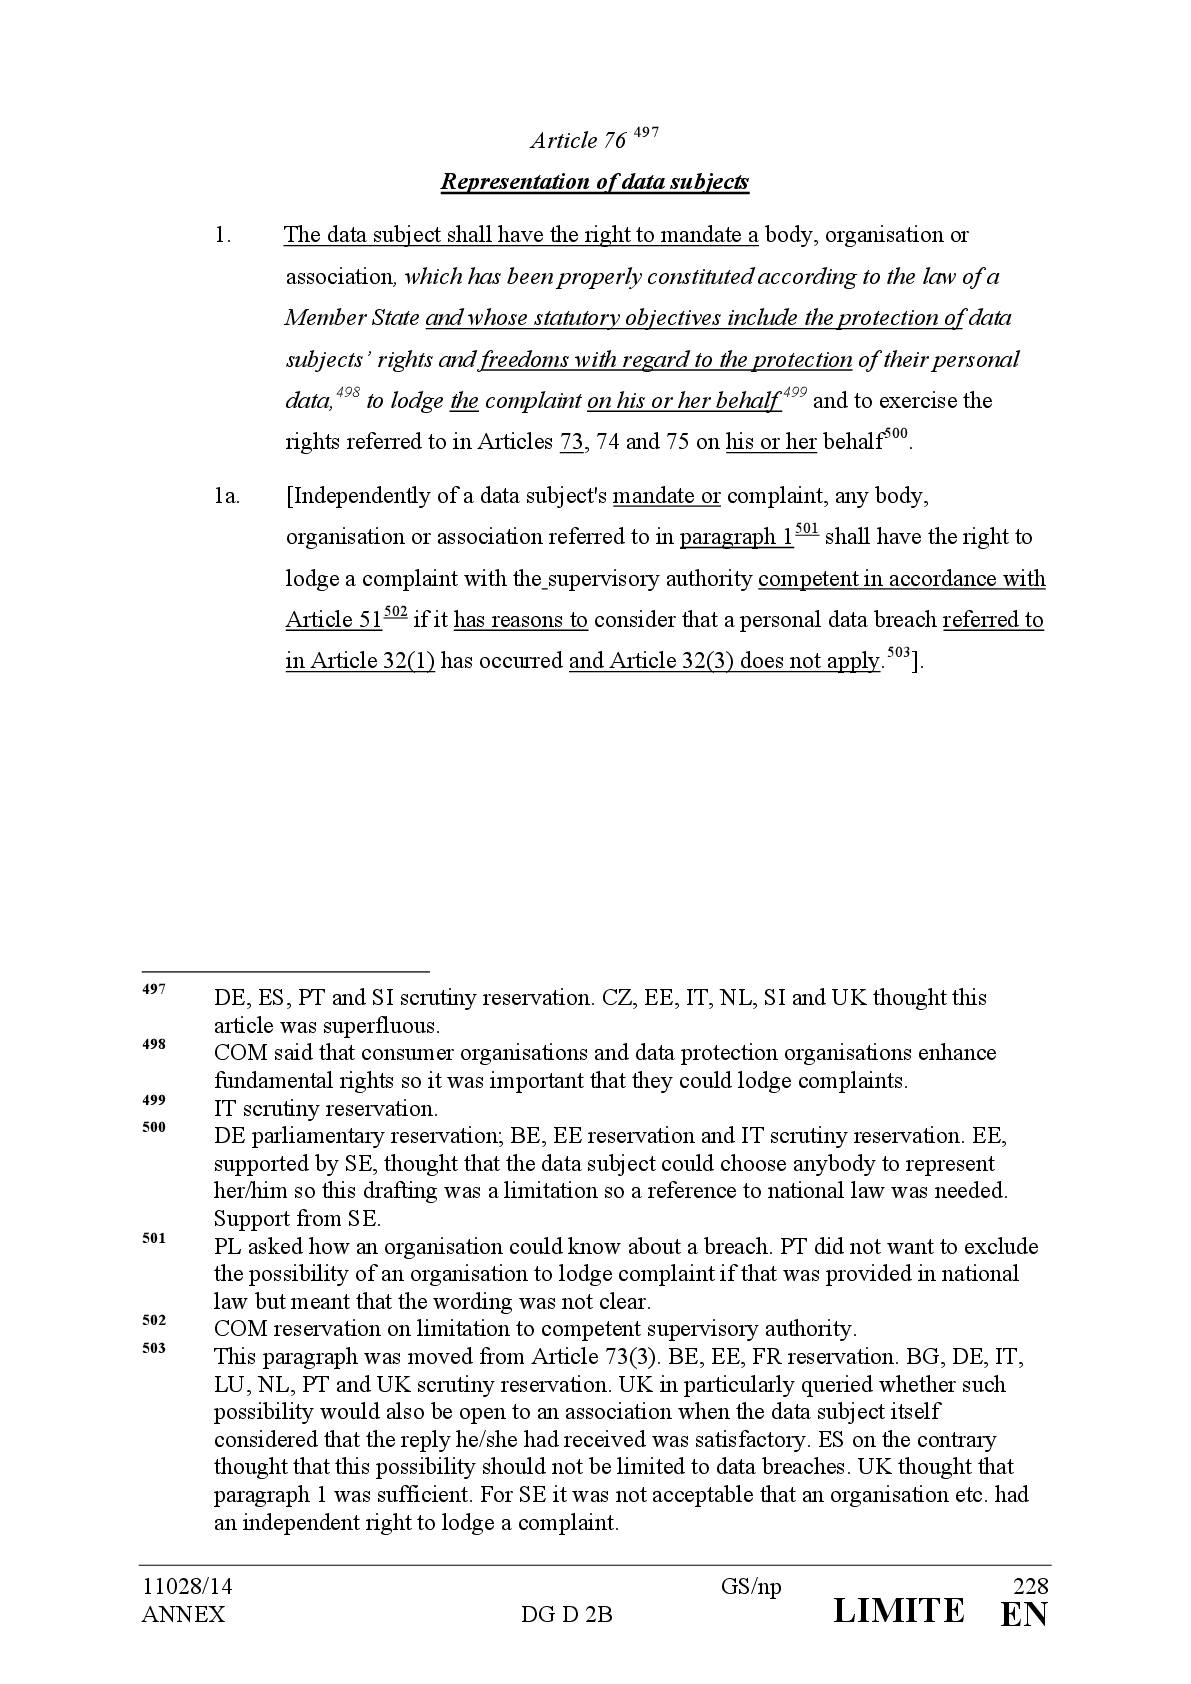 Article 76 497
Representation of data subjects
1. The data subject shall have the right to mandate a body, organisation or
association, which has been properly constituted according to the law of a
Member State and whose statutory objectives include the protection of data
subjects’ rights and freedoms with regard to the protection of their personal
data,498 to lodge the complaint on his or her behalf 499 and to exercise the
rights referred to in Articles 73, 74 and 75 on his or her behalf500.
1a. [Independently of a data subject's mandate or complaint, any body,
organisation or association referred to in paragraph 1501 shall have the right to
lodge a complaint with the supervisory authority competent in accordance with
Article 51502 if it has reasons to consider that a personal data breach referred to
in Article 32(1) has occurred and Article 32(3) does not apply.503].
497 DE, ES, PT and SI scrutiny reservation. CZ, EE, IT, NL, SI and UK thought this
article was superfluous.
498 COM said that consumer organisations and data protection organisations enhance
fundamental rights so it was important that they could lodge complaints.
499 IT scrutiny reservation.
500 DE parliamentary reservation; BE, EE reservation and IT scrutiny reservation. EE,
supported by SE, thought that the data subject could choose anybody to represent
her/him so this drafting was a limitation so a reference to national law was needed.
Support from SE.
501 PL asked how an organisation could know about a breach. PT did not want to exclude
the possibility of an organisation to lodge complaint if that was provided in national
law but meant that the wording was not clear.
502 COM reservation on limitation to competent supervisory authority.
503 This paragraph was moved from Article 73(3). BE, EE, FR reservation. BG, DE, IT,
LU, NL, PT and UK scrutiny reservation. UK in particularly queried whether such
possibility would also be open to an association when the data subject itself
considered that the reply he/she had received was satisfactory. ES on the contrary
thought that this possibility should not be limited to data breaches. UK thought that
paragraph 1 was sufficient. For SE it was not acceptable that an organisation etc. had
an independent right to lodge a complaint.
11028/14 GS/np 228
ANNEX DG D 2B LIMITE EN